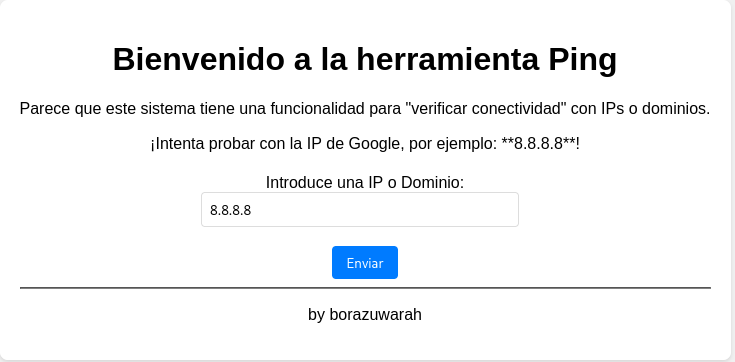 Bienvenido a la herramienta Ping
Parece que este sistema tiene una funcionalidad para "verificar conectividad" con IPs o dominios.
¡Intenta probar con la IP de Google, por ejemplo: **8.8.8.8**!
Introduce una IP o Dominio:
8.8.8.8
Enviar
by borazuwarah